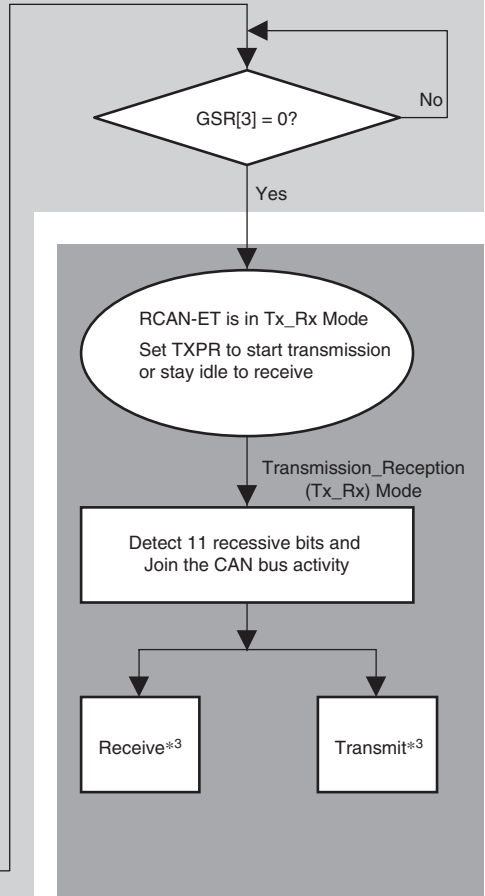 GSR[3] = 0?
No
Yes
RCAN-ET is in Tx_Rx Mode
Set TXPR to start transmission
or stay idle to receive
Transmission_Reception
(Tx_Rx) Mode
Detect 11 recessive bits and
Join the CAN bus activity
Receive*3
Transmit*3